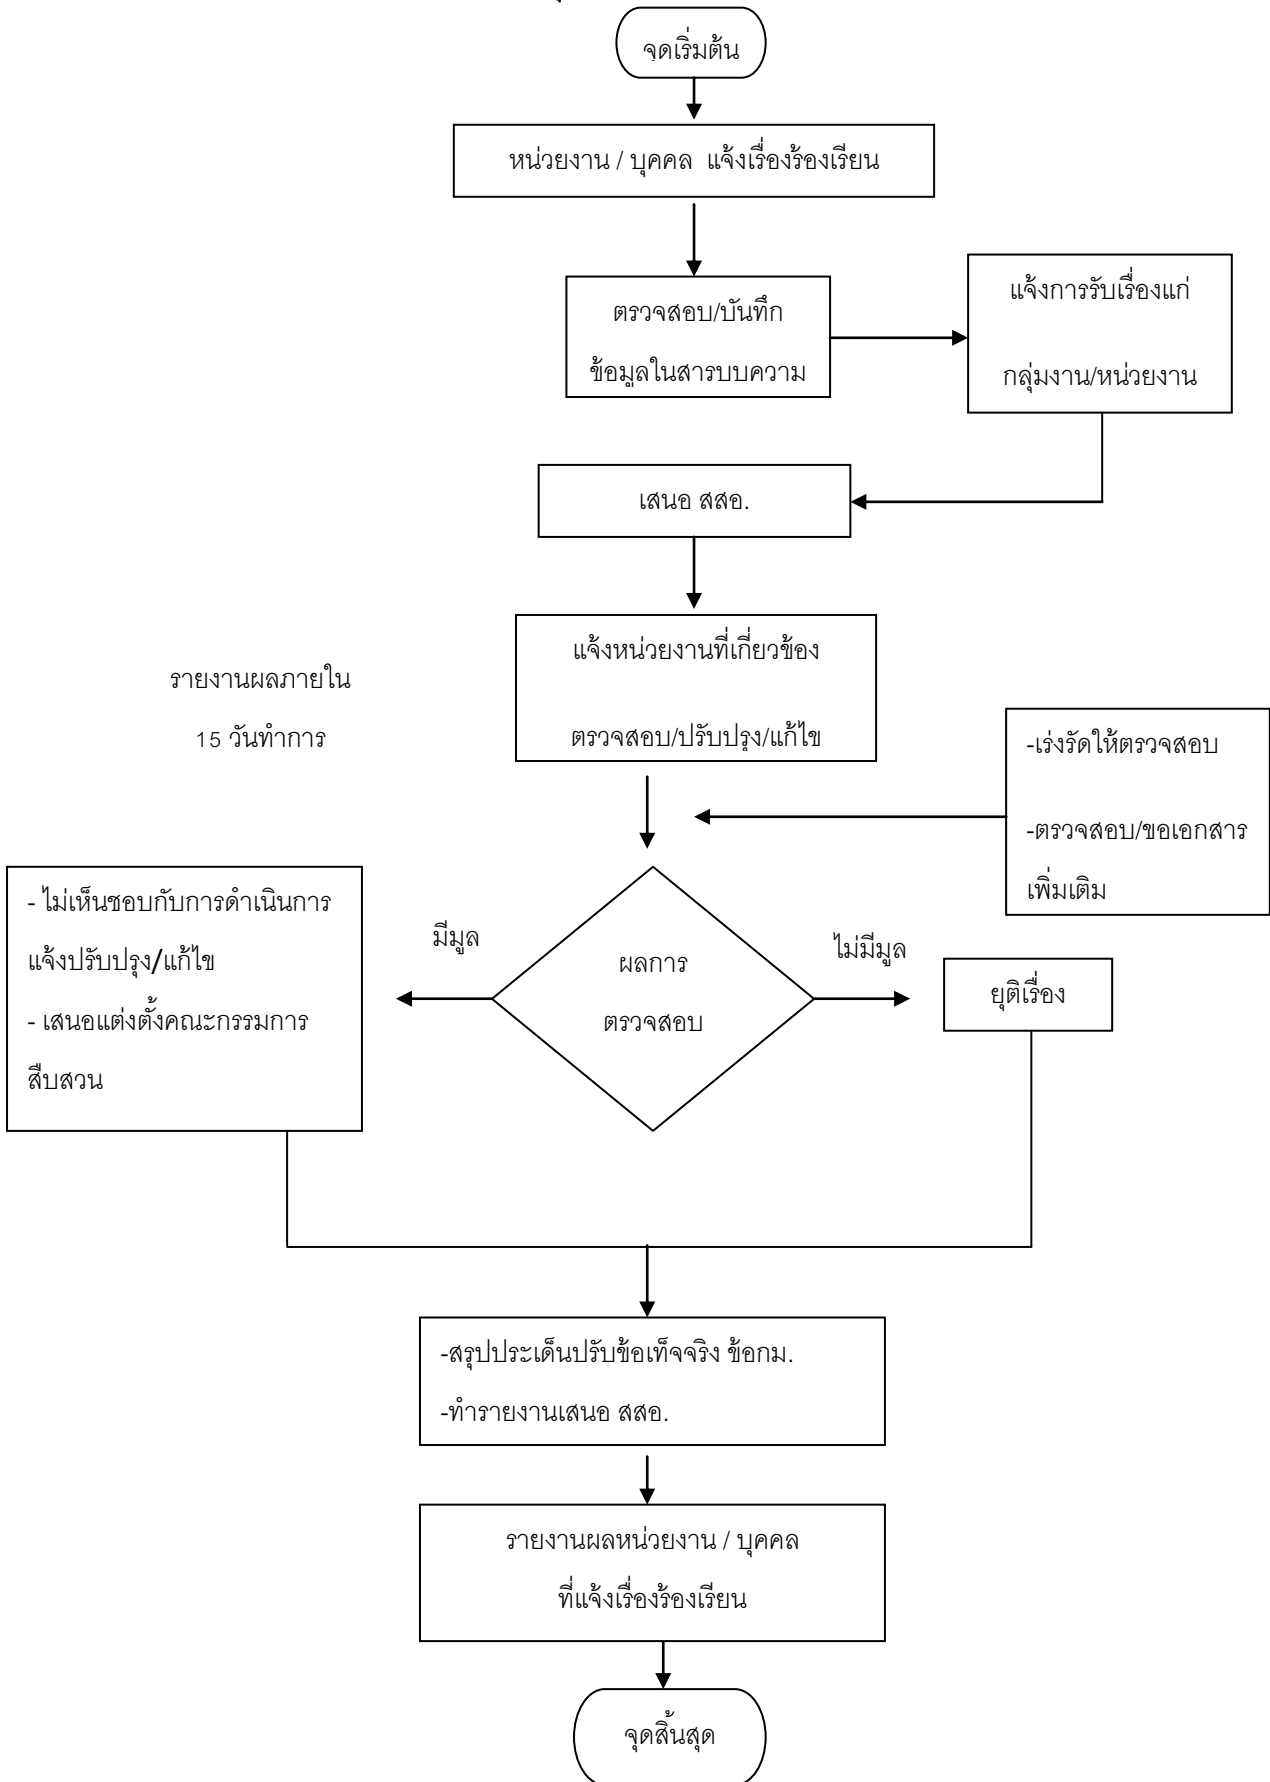 จุดเริ่มต้น
หน่วยงาน / บุคคล แจ้งเรื่องร้องเรียน
ตรวจสอบ/บันทึก
ข้อมูลในสารบบความ
แจ้งการรับเรื่องแก่
กลุ่มงาน/หน่วยงาน
เสนอ สสอ.
แจ้งหน่วยงานที่เกี่ยวข้อง
ตรวจสอบ/ปรับปรุง/แก้ไข
รายงานผลภายใน
15 วันทำการ
-เร่งรัดให้ตรวจสอบ
-ตรวจสอบ/ขอเอกสาร
เพิ่มเติม
- ไม่เห็นชอบกับการดำเนินการ
แจ้งปรับปรุง/แก้ไข
- เสนอแต่งตั้งคณะกรรมการ
สืบสวน
มีมูล
ผลการ
ตรวจสอบ
ไม่มีมูล
ยุติเรื่อง
-สรุปประเด็นปรับข้อเท็จจริง ข้อกม.
-ทำรายงานเสนอ สสอ.
รายงานผลหน่วยงาน / บุคคล
ที่แจ้งเรื่องร้องเรียน
จุดสิ้นสุด